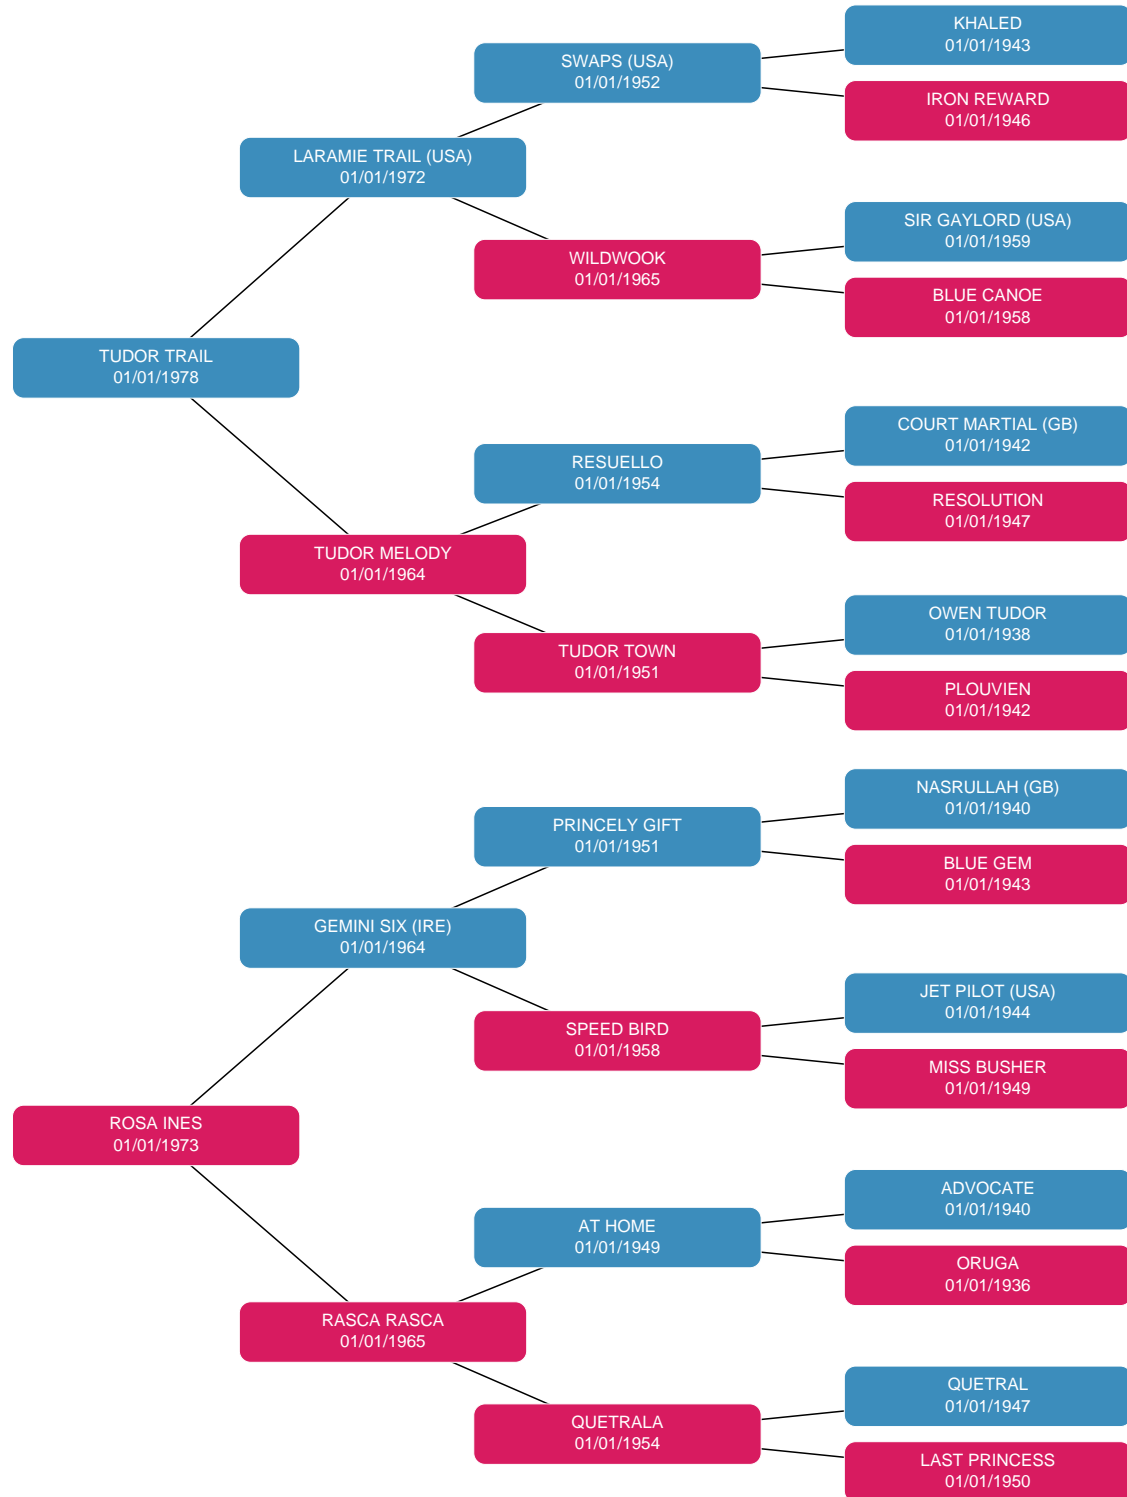 KHALED
01/01/1943
SWAPS (USA)
01/01/1952
IRON REWARD
01/01/1946
LARAMIE TRAIL (USA)
01/01/1972
SIR GAYLORD (USA)
01/01/1959
WILDWOOK
01/01/1965
BLUE CANOE
01/01/1958
TUDOR TRAIL
01/01/1978
COURT MARTIAL (GB)
01/01/1942
RESUELLO
01/01/1954
RESOLUTION
01/01/1947
TUDOR MELODY
01/01/1964
OWEN TUDOR
01/01/1938
TUDOR TOWN
01/01/1951
PLOUVIEN
01/01/1942
NASRULLAH (GB)
01/01/1940
PRINCELY GIFT
01/01/1951
BLUE GEM
01/01/1943
GEMINI SIX (IRE)
01/01/1964
JET PILOT (USA)
01/01/1944
SPEED BIRD
01/01/1958
MISS BUSHER
01/01/1949
ROSA INES
01/01/1973
ADVOCATE
01/01/1940
AT HOME
01/01/1949
ORUGA
01/01/1936
RASCA RASCA
01/01/1965
QUETRAL
01/01/1947
QUETRALA
01/01/1954
LAST PRINCESS
01/01/1950